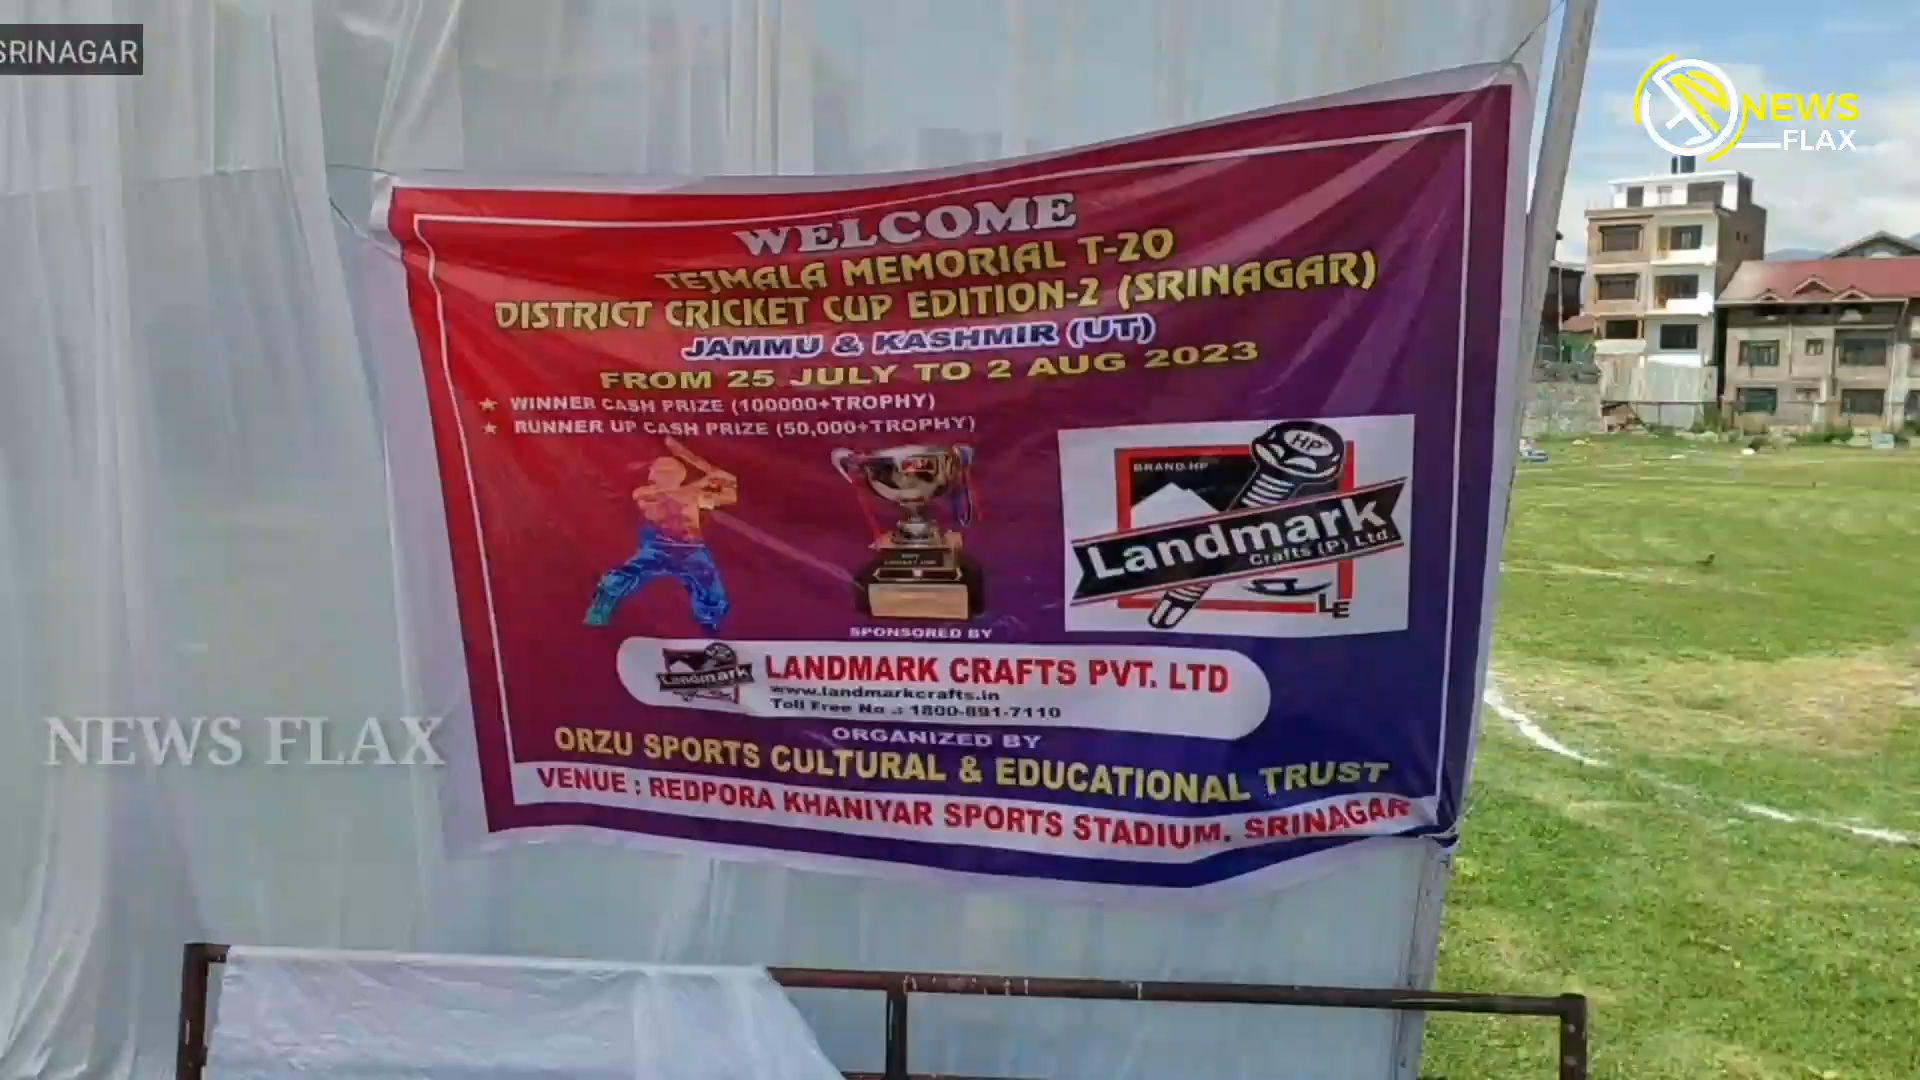 SRINAGAR
NEWS
FLAX
WELCOME
TEJMALA MEMORIAL T-20
DISTRICT CRICKET CUP EDITION-2 (SRINAGAR)
JAMMU & KASHMIR (UT)
FROM 25 JULY TO 2 AUG 2023
★ WINNER CASH PRIZE (100000+TROPHY)
★ RUNNER UP CASH PRIZE (50,000+TROPHY)
BRAND HP
HP
Landmark
Crafts (P) Ltd.
LE
SPONSORED BY
Landmark
LANDMARK CRAFTS PVT. LTD
www.landmarkcrafts.in
Toll Free No .: 1800-891-7110
ORGANIZED BY
ORZU SPORTS CULTURAL & EDUCATIONAL TRUST
VENUE : REDPORA KHANIYAR SPORTS STADIUM. SRINAGAR
NEWS FLAX